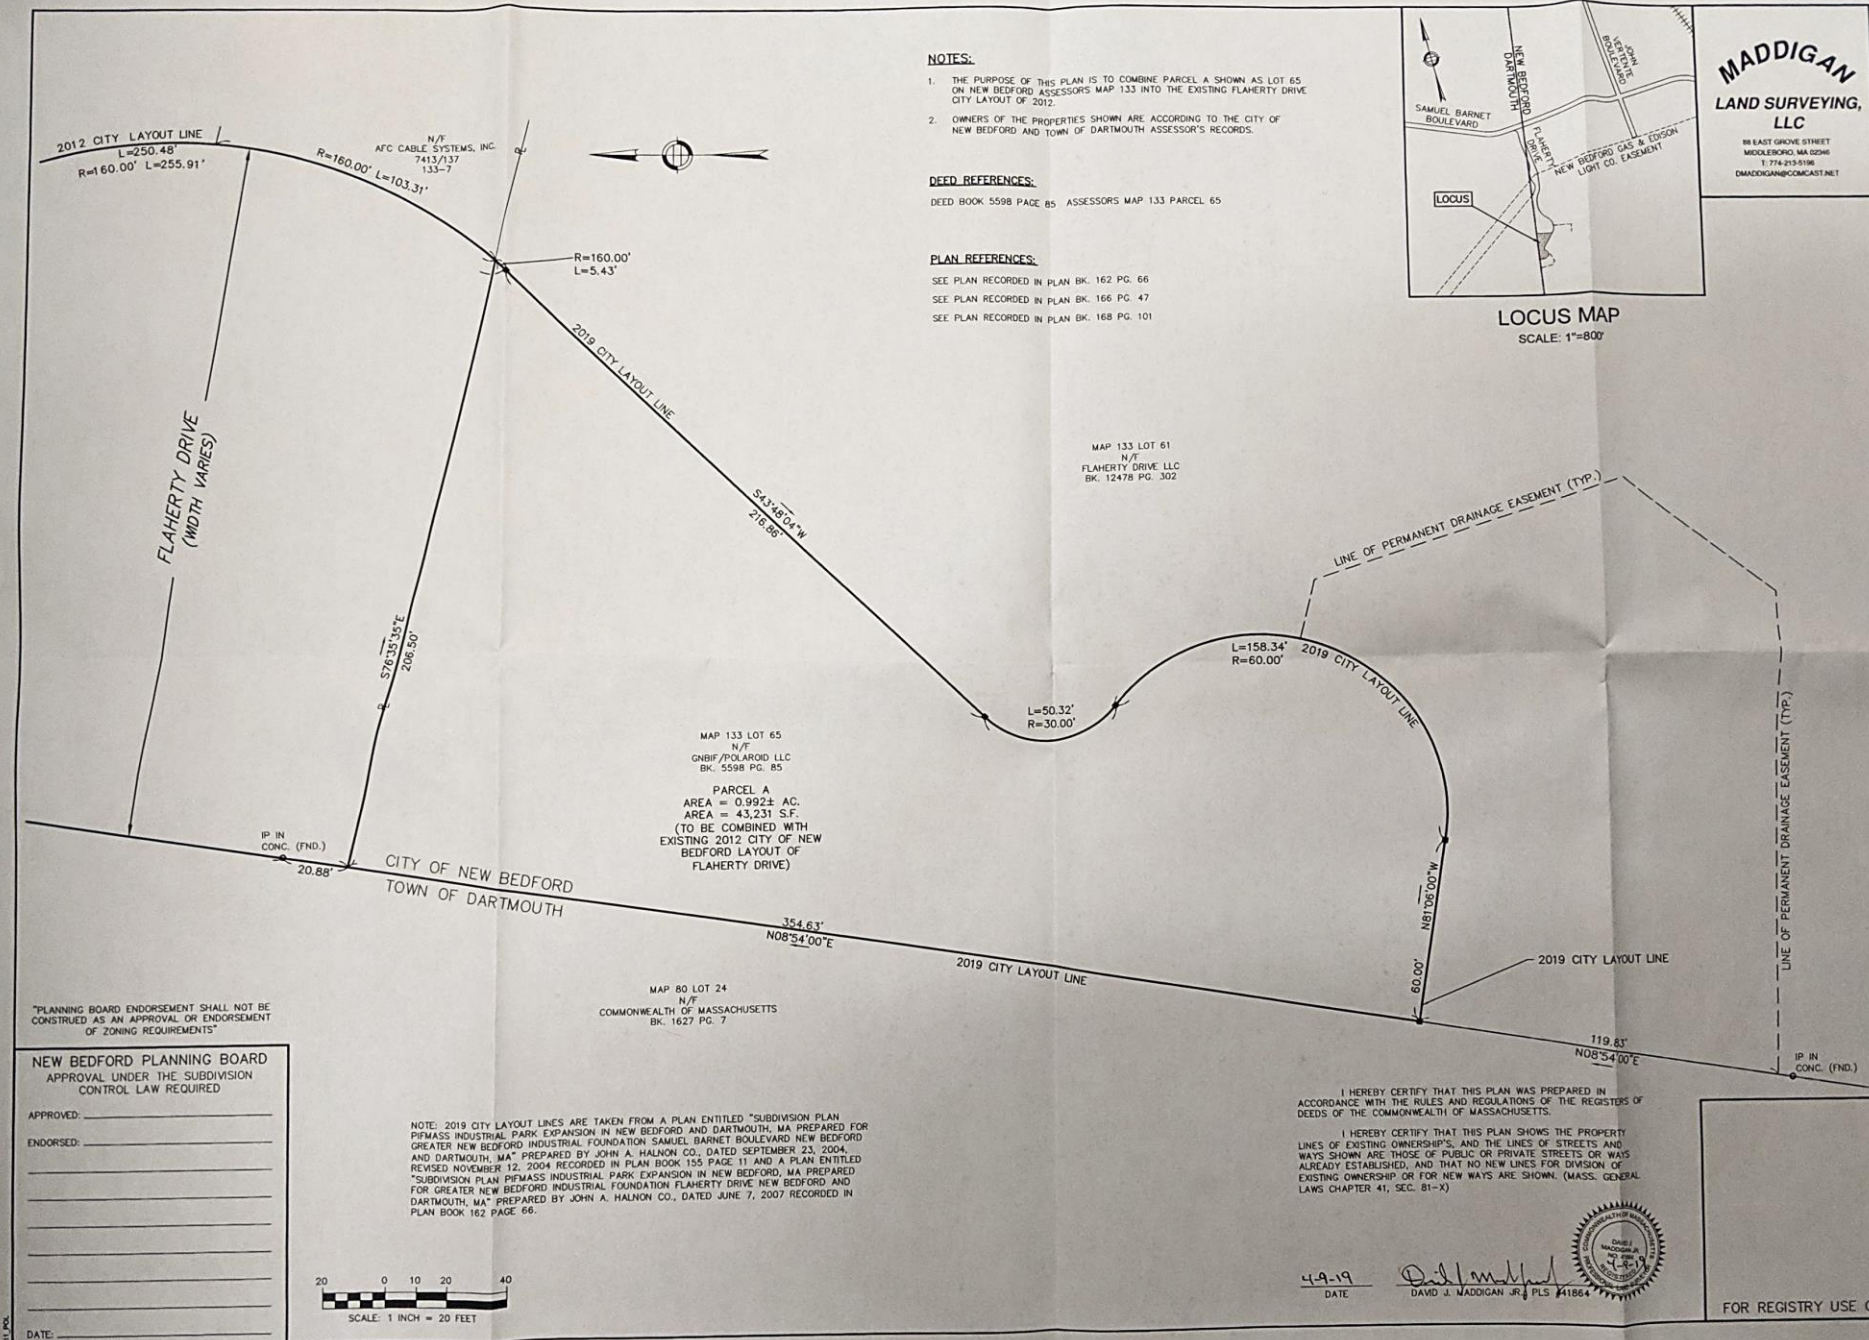 NOTES:
1. THE PURPOSE OF THIS PLAN IS TO COMBINE PARCEL A SHOWN AS LOT 65
ON NEW BEDFORD ASSESSORS MAP 133 INTO THE EXISTING FLAHERTY DRIVE
CITY LAYOUT OF 2012.
2. OWNERS OF THE PROPERTIES SHOWN ARE ACCORDING TO THE CITY OF
NEW BEDFORD AND TOWN OF DARTMOUTH ASSESSOR'S RECORDS.
DEED REFERENCES:
DEED BOOK 5598 PAGE 85 ASSESSORS MAP 133 PARCEL 65
PLAN REFERENCES:
SEE PLAN RECORDED IN PLAN BK. 162 PG. 66
SEE PLAN RECORDED IN PLAN BK. 166 PG. 47
SEE PLAN RECORDED IN PLAN BK. 168 PG. 101
NEW BEDFORD
DARTMOUTH
JOHN
VERTENTE
BOULEVARD
SAMUEL BARNET
BOULEVARD
FLAHERTY
DRIVE
NEW BEDFORD GAS & EDISON
LIGHT CO. EASEMENT
LOCUS
LOCUS MAP
SCALE: 1"=800'
MADDIGAN
LAND SURVEYING,
LLC
88 EAST GROVE STREET
MIDDLEBORO, MA 02346
T: 774-213-5196
DMADDIGAN@COMCAST.NET
2012 CITY LAYOUT LINE
L=250.48'
R=160.00' L=255.91'
R=160.00' L=103.31'
N/F
AFC CABLE SYSTEMS, INC.
7413/137
133-7
R=160.00'
L=5.43'
2019 CITY LAYOUT LINE
FLAHERTY DRIVE
(WIDTH VARIES)
S43°48'04"W
216.86'
MAP 133 LOT 61
N/F
FLAHERTY DRIVE LLC
BK. 12478 PG. 302
LINE OF PERMANENT DRAINAGE EASEMENT (TYP.)
S76°35'35"E
206.50'
L=158.34'
R=60.00'
2019 CITY LAYOUT LINE
L=50.32'
R=30.00'
LINE OF PERMANENT DRAINAGE EASEMENT (TYP.)
MAP 133 LOT 65
N/F
GNBIF/POLAROID LLC
BK. 5598 PG. 85
PARCEL A
AREA = 0.992± AC.
AREA = 43,231 S.F.
(TO BE COMBINED WITH
EXISTING 2012 CITY OF NEW
BEDFORD LAYOUT OF
FLAHERTY DRIVE)
IP IN
CONC. (FND.)
20.88'
CITY OF NEW BEDFORD
TOWN OF DARTMOUTH
354.63'
N08°54'00"E
2019 CITY LAYOUT LINE
N81°06'00"W
60.00'
2019 CITY LAYOUT LINE
119.83'
N08°54'00"E
IP IN
CONC. (FND.)
MAP 80 LOT 24
N/F
COMMONWEALTH OF MASSACHUSETTS
BK. 1627 PG. 7
"PLANNING BOARD ENDORSEMENT SHALL NOT BE
CONSTRUED AS AN APPROVAL OR ENDORSEMENT
OF ZONING REQUIREMENTS"
NEW BEDFORD PLANNING BOARD
APPROVAL UNDER THE SUBDIVISION
CONTROL LAW REQUIRED
APPROVED:
ENDORSED:
DATE:
NOTE: 2019 CITY LAYOUT LINES ARE TAKEN FROM A PLAN ENTITLED "SUBDIVISION PLAN
PIFMASS INDUSTRIAL PARK EXPANSION IN NEW BEDFORD AND DARTMOUTH, MA PREPARED FOR
GREATER NEW BEDFORD INDUSTRIAL FOUNDATION SAMUEL BARNET BOULEVARD NEW BEDFORD
AND DARTMOUTH, MA" PREPARED BY JOHN A. HALNON CO., DATED SEPTEMBER 23, 2004,
REVISED NOVEMBER 12, 2004 RECORDED IN PLAN BOOK 155 PAGE 11 AND A PLAN ENTITLED
"SUBDIVISION PLAN PIFMASS INDUSTRIAL PARK EXPANSION IN NEW BEDFORD, MA PREPARED
FOR GREATER NEW BEDFORD INDUSTRIAL FOUNDATION FLAHERTY DRIVE NEW BEDFORD AND
DARTMOUTH, MA" PREPARED BY JOHN A. HALNON CO., DATED JUNE 7, 2007 RECORDED IN
PLAN BOOK 162 PAGE 66.
20 0 10 20 40
SCALE: 1 INCH = 20 FEET
I HEREBY CERTIFY THAT THIS PLAN WAS PREPARED IN
ACCORDANCE WITH THE RULES AND REGULATIONS OF THE REGISTERS OF
DEEDS OF THE COMMONWEALTH OF MASSACHUSETTS.
I HEREBY CERTIFY THAT THIS PLAN SHOWS THE PROPERTY
LINES OF EXISTING OWNERSHIP'S, AND THE LINES OF STREETS AND
WAYS SHOWN ARE THOSE OF PUBLIC OR PRIVATE STREETS OR WAYS
ALREADY ESTABLISHED, AND THAT NO NEW LINES FOR DIVISION OF
EXISTING OWNERSHIP OR FOR NEW WAYS ARE SHOWN. (MASS. GENERAL
LAWS CHAPTER 41, SEC. 81-X)
4-9-19
DATE
DAVID J. MADDIGAN JR. PLS #41864
COMMONWEALTH OF MASSACHUSETTS
DAVID J.
MADDIGAN JR.
4-9-19
FOR REGISTRY USE